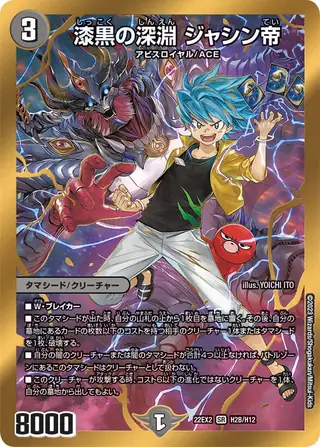 3
しっこく しんえん てい
漆黒の深淵 ジャシン帝
アビスロイヤル/ACE
©2023 Wizards/Shogakukan/Mitsui-Kids
illus. YOICHI ITO
タマシード/クリーチャー
■W・ブレイカー
■このタマシードが出た時、自分の山札の上から1枚目を墓地に置く。その後、自分の
墓地にあるカードの枚数以下のコストを持つ相手のクリーチャー1体またはタマシード
を1枚、破壊する。
■自分の闇のクリーチャーまたは闇のタマシードが合計4つ以上なければ、バトルゾー
ンにあるこのタマシードはクリーチャーとして扱わない。
■このクリーチャーが攻撃する時、コスト6以下の進化ではないクリーチャーを1体、
自分の墓地から出してもよい。
8000
22EX2 SR H2B/H12